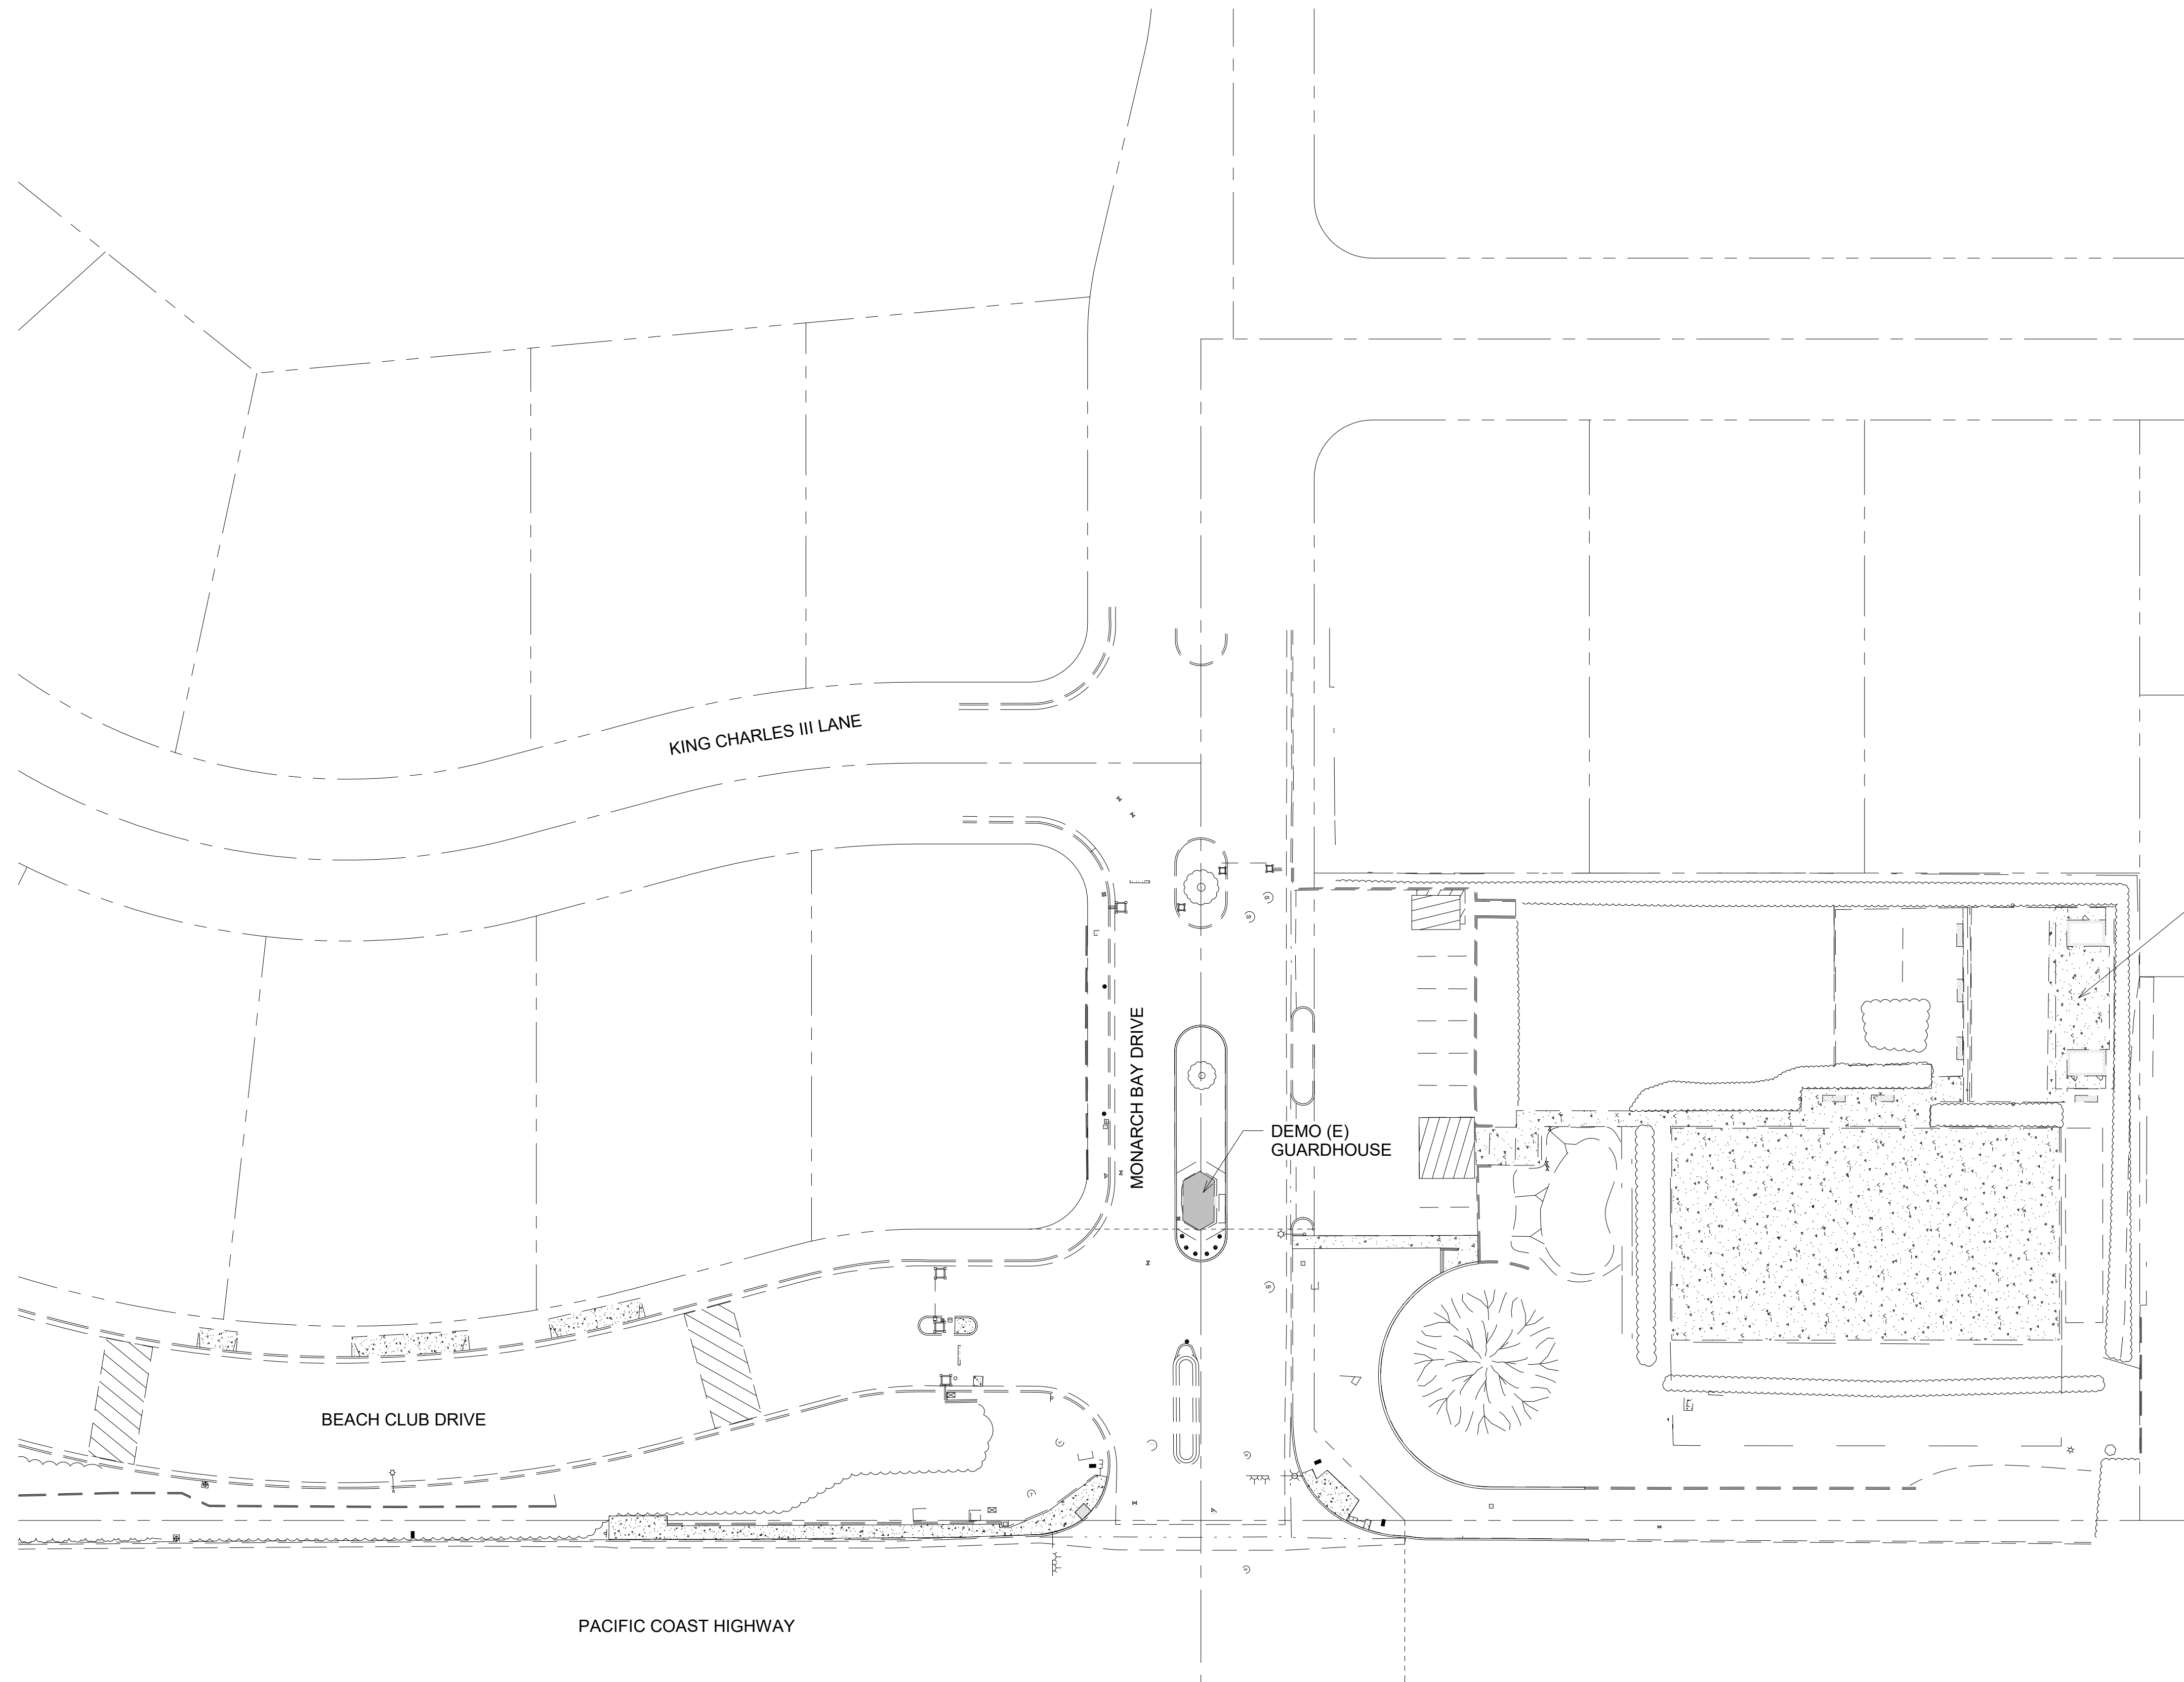 KING CHARLES III LANE
MONARCH BAY DRIVE
DEMO (E)
GUARDHOUSE
BEACH CLUB DRIVE
PACIFIC COAST HIGHWAY